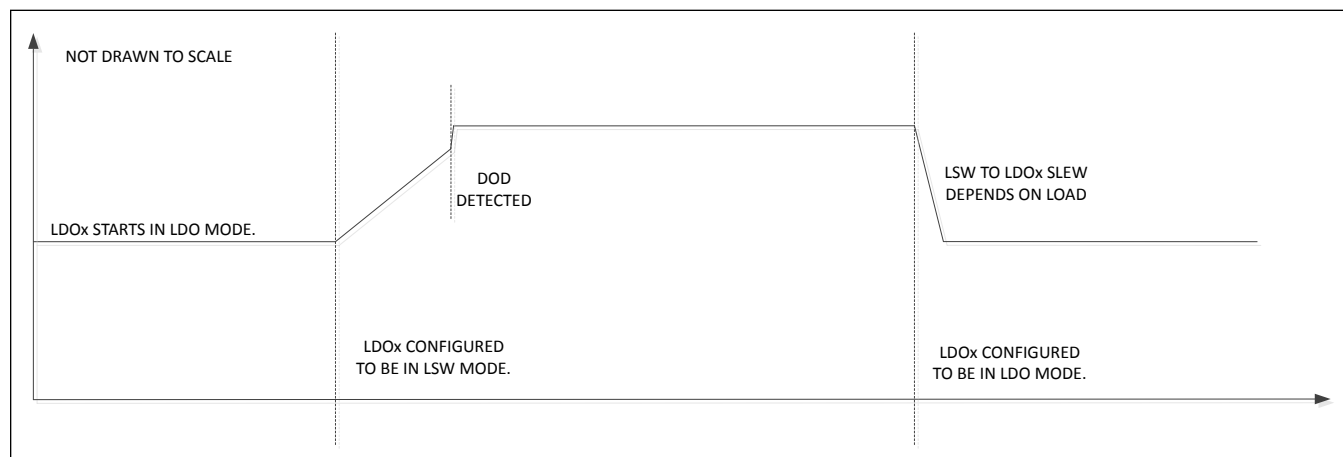 NOT DRAWN TO SCALE
DOD
DETECTED
LSW TO LDOx SLEW
DEPENDS ON LOAD
LDOx STARTS IN LDO MODE.
LDOx CONFIGURED
TO BE IN LSW MODE.
LDOx CONFIGURED
TO BE IN LDO MODE.